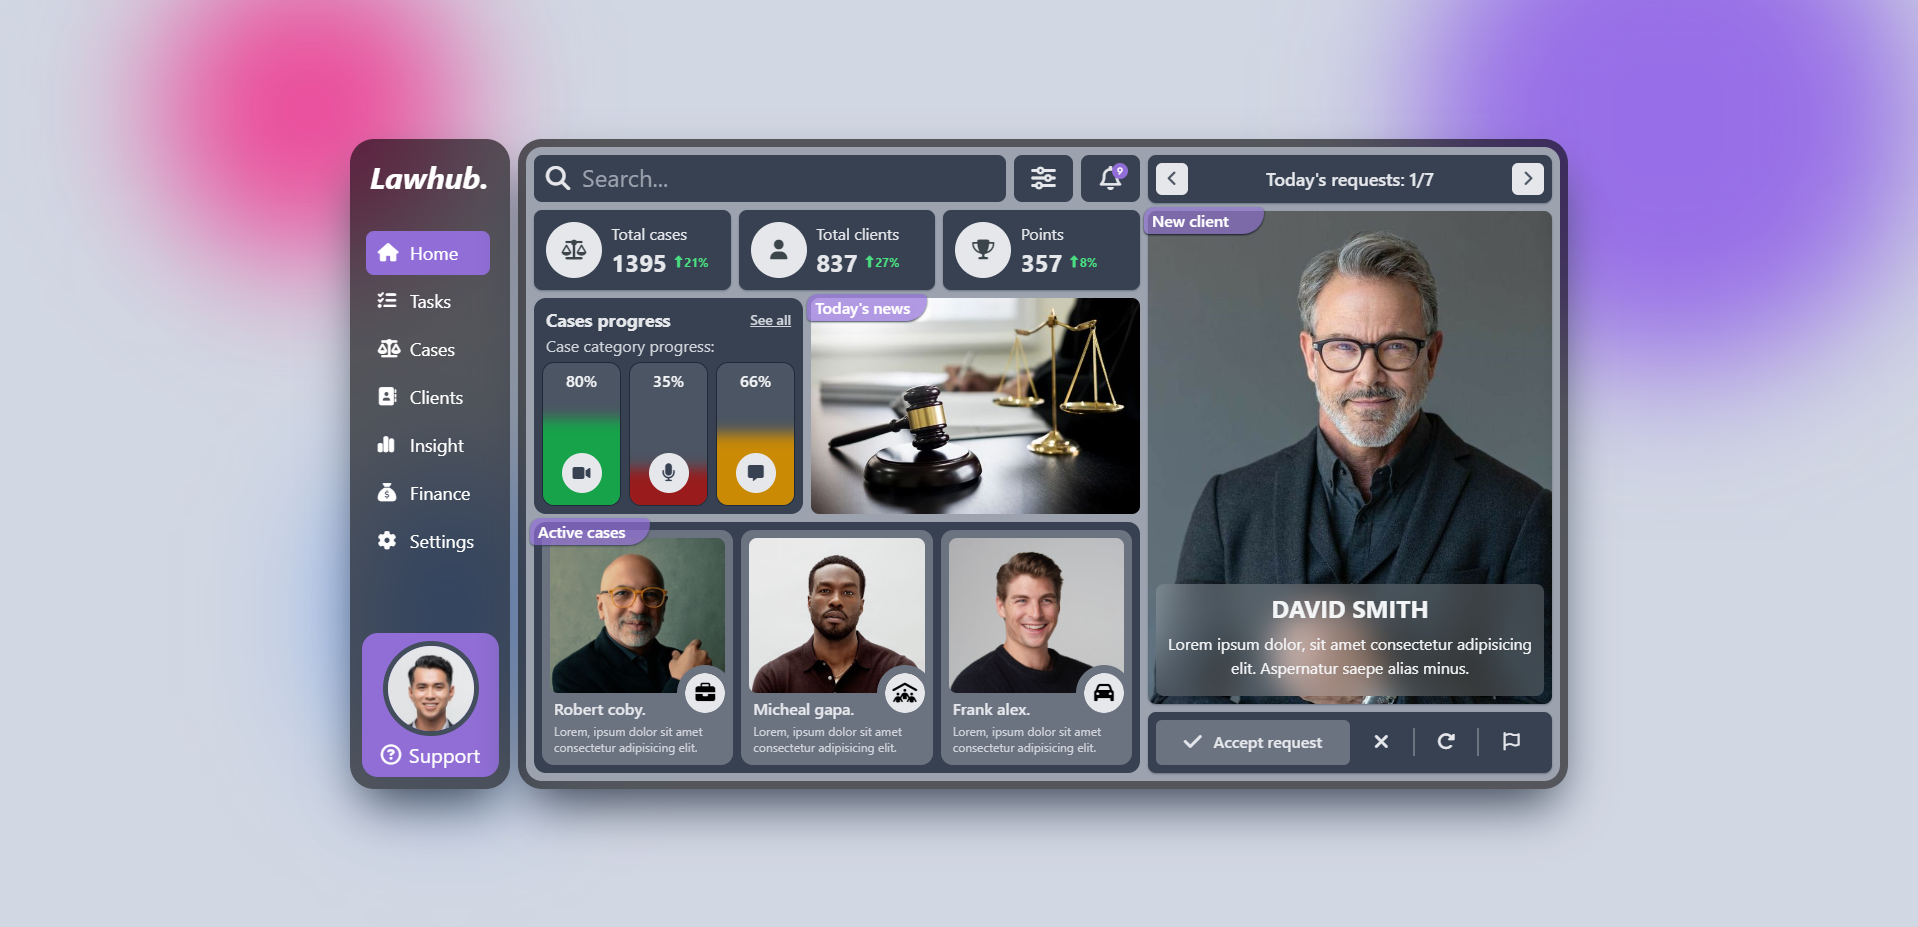 Lawhub.
Home
Tasks
Cases
Clients
Insight
Finance
Settings
Support
Search...
9
Total cases
1395 21%
Total clients
837 27%
Points
357 8%
Cases progress
See all
Case category progress:
80%
35%
66%
Today's news
Active cases
Robert coby.
Lorem, ipsum dolor sit amet
consectetur adipisicing elit.
Micheal gapa.
Lorem, ipsum dolor sit amet
consectetur adipisicing elit.
Frank alex.
Lorem, ipsum dolor sit amet
consectetur adipisicing elit.
Today's requests: 1/7
New client
DAVID SMITH
Lorem ipsum dolor, sit amet consectetur adipisicing
elit. Aspernatur saepe alias minus.
Accept request